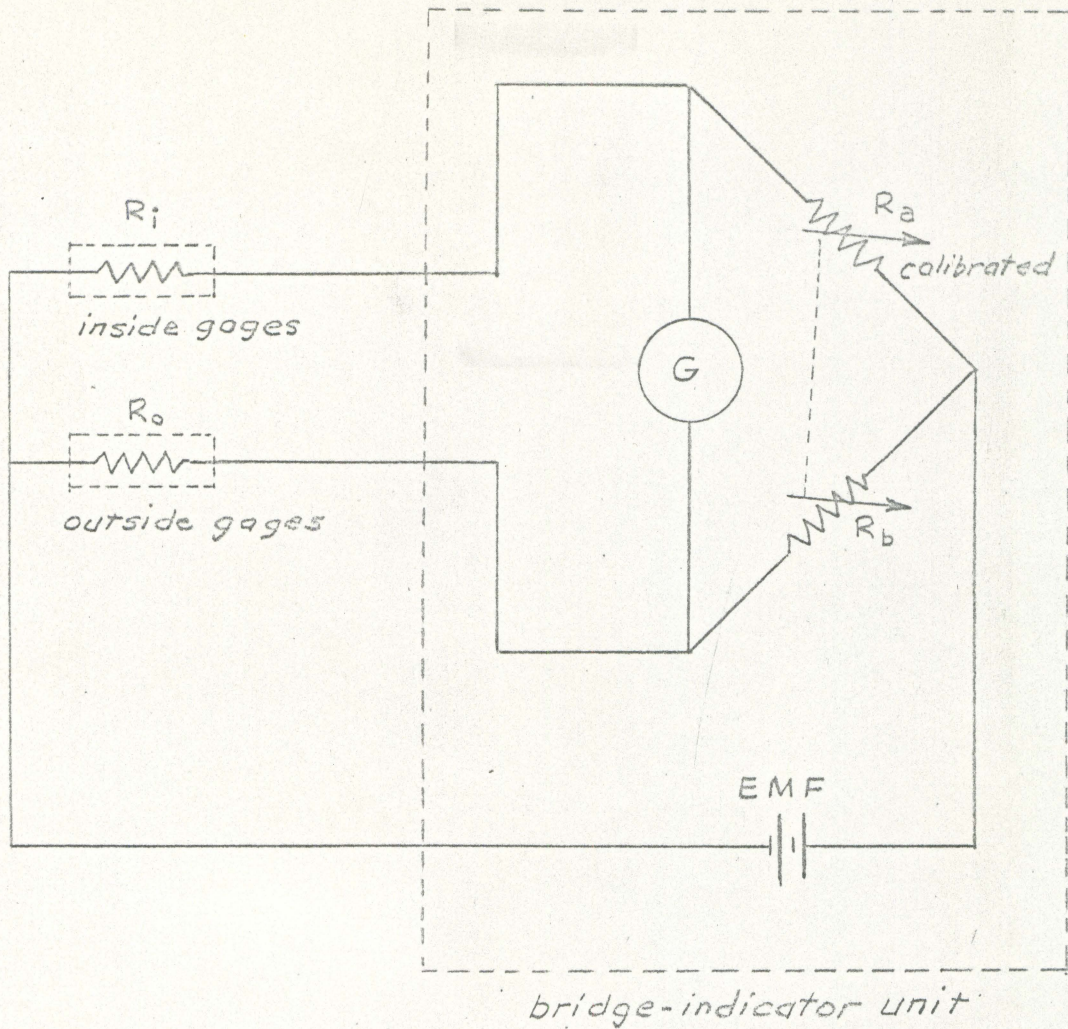 Ri
inside gages
Ro
outside gages
G
Ra
calibrated
Rb
EMF
bridge-indicator unit